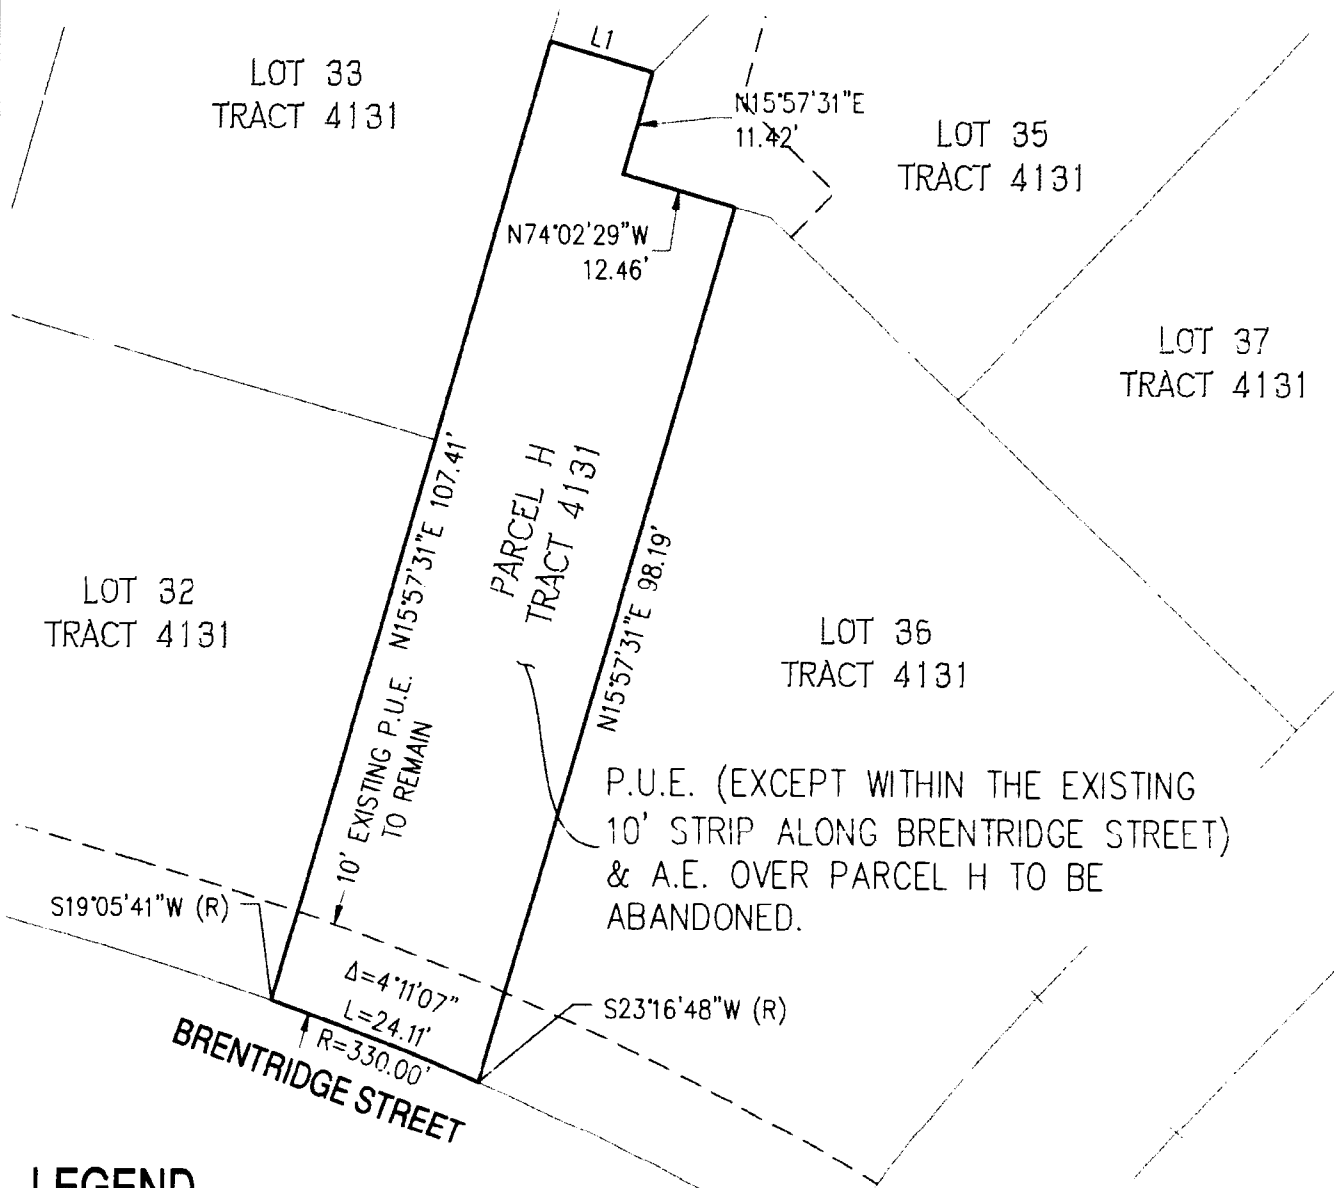 L1
LOT 33
TRACT 4131
N15°57'31"E
11.42'
LOT 35
TRACT 4131
N74°02'29"W
12.46'
LOT 37
TRACT 4131
N15°57'31"E 107.41'
PARCEL H
TRACT 4131
N15°57'31"E 98.19'
LOT 32
TRACT 4131
LOT 36
TRACT 4131
10' EXISTING P.U.E.
TO REMAIN
P.U.E. (EXCEPT WITHIN THE EXISTING
10' STRIP ALONG BRENTRIDGE STREET)
& A.E. OVER PARCEL H TO BE
ABANDONED.
S19°05'41"W (R)
Δ=4°11'07"
L=24.11'
R=330.00'
S23°16'48"W (R)
BRENTRIDGE STREET
LEGEND